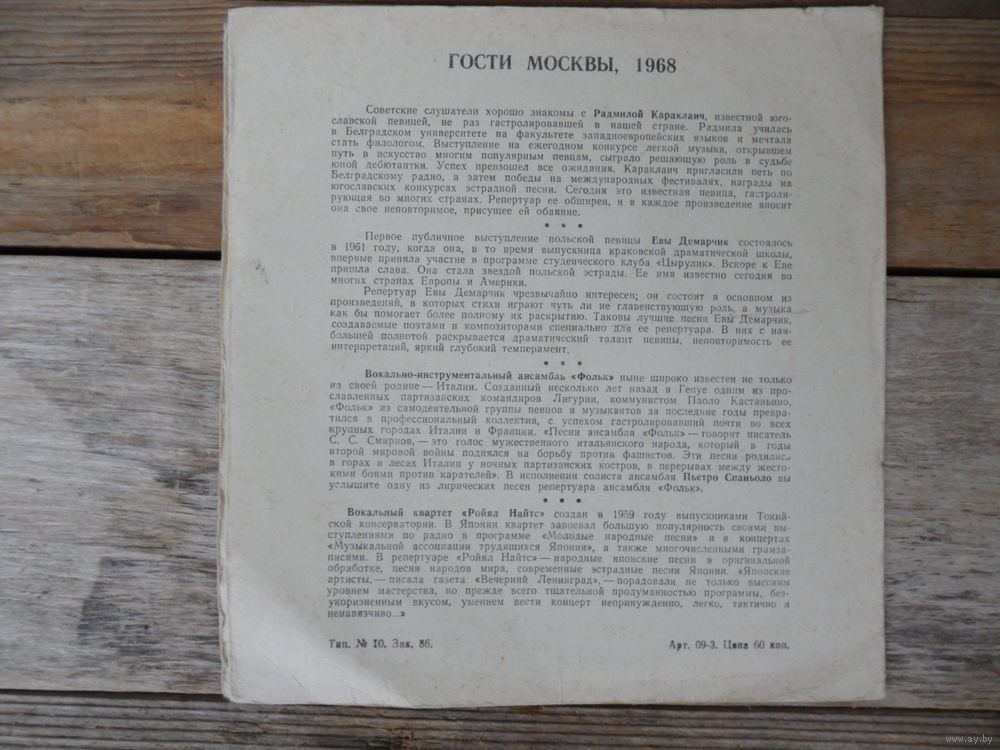 ГОСТИ МОСКВЫ, 1968
Советские слушатели хорошо знакомы с Радмилой Караклаич, известной юго-
славской певицей, не раз гастролировавшей в нашей стране. Радмила училась
в Белградском университете на факультете западноевропейских языков и мечтала
стать филологом. Выступление на ежегодном конкурсе легкой музыки, открывшем
путь в искусство многим популярным певцам, сыграло решающую роль в судьбе
юной дебютантки. Успех превзошел все ожидания. Караклаич пригласили петь по
Белградскому радио, а затем победы на международных фестивалях, награды на
югославских конкурсах эстрадной песни. Сегодня это известная певица, гастроли-
рующая во многих странах. Репертуар ее обширен, и в каждое произведение вносит
она свое неповторимое, присущее ей обаяние.
* * *
Первое публичное выступление польской певицы Евы Демарчик состоялось
в 1961 году, когда она, в то время выпускница краковской драматической школы,
впервые приняла участие в программе студенческого клуба «Цырулик». Вскоре к Еве
пришла слава. Она стала звездой польской эстрады. Ее имя известно сегодня во
многих странах Европы и Америки.
Репертуар Евы Демарчик чрезвычайно интересен; он состоит в основном из
произведений, в которых стихи играют чуть ли не главенствующую роль, а музыка
как бы помогает более полному их раскрытию. Таковы лучшие песни Евы Демарчик,
создаваемые поэтами и композиторами специально для ее репертуара. В них с наи-
большей полнотой раскрывается драматический талант певицы, неповторимость ее
интерпретаций, яркий глубокий темперамент.
* * *
Вокально-инструментальный ансамбль «Фольк» ныне широко известен не только
на своей родине — Италии. Созданный несколько лет назад в Генуе одним из про-
славленных партизанских командиров Лигурии, коммунистом Паоло Кастаньино,
«Фольк» из самодеятельной группы певцов и музыкантов за последние годы превра-
тился в профессиональный коллектив, с успехом гастролировавший почти во всех
крупных городах Италии и Франции. «Песни ансамбля «Фольк» — говорит писатель
С. С. Смирнов, — это голос мужественного итальянского народа, который в годы
второй мировой войны поднялся на борьбу против фашистов. Эти песни родились
в горах и лесах Италии у ночных партизанских костров, в перерывах между жесто-
кими боями против карателей». В исполнении солиста ансамбля Пьетро Спаньоло вы
услышите одну из лирических песен репертуара ансамбля «Фольк».
* * *
Вокальный квартет «Ройял Найтс» создан в 1959 году выпускниками Токий-
ской консерватории. В Японии квартет завоевал большую популярность своими вы-
ступлениями по радио в программе «Молодые народные песни» и в концертах
«Музыкальной ассоциации трудящихся Японии», а также многочисленными грамза-
писями. В репертуаре «Ройял Найтс» — народные японские песни в оригинальной
обработке, песни народов мира, современные эстрадные песни Японии. «Японские
артисты, — писала газета «Вечерний Ленинград», — порадовали не только высоким
уровнем мастерства, но прежде всего тщательной продуманностью программы, без-
укоризненным вкусом, умением вести концерт непринужденно, легко, тактично и
ненавязчиво...»
Тип. № 10. Зак. 86. Арт. 09-3. Цена 60 коп.
www.ay.by